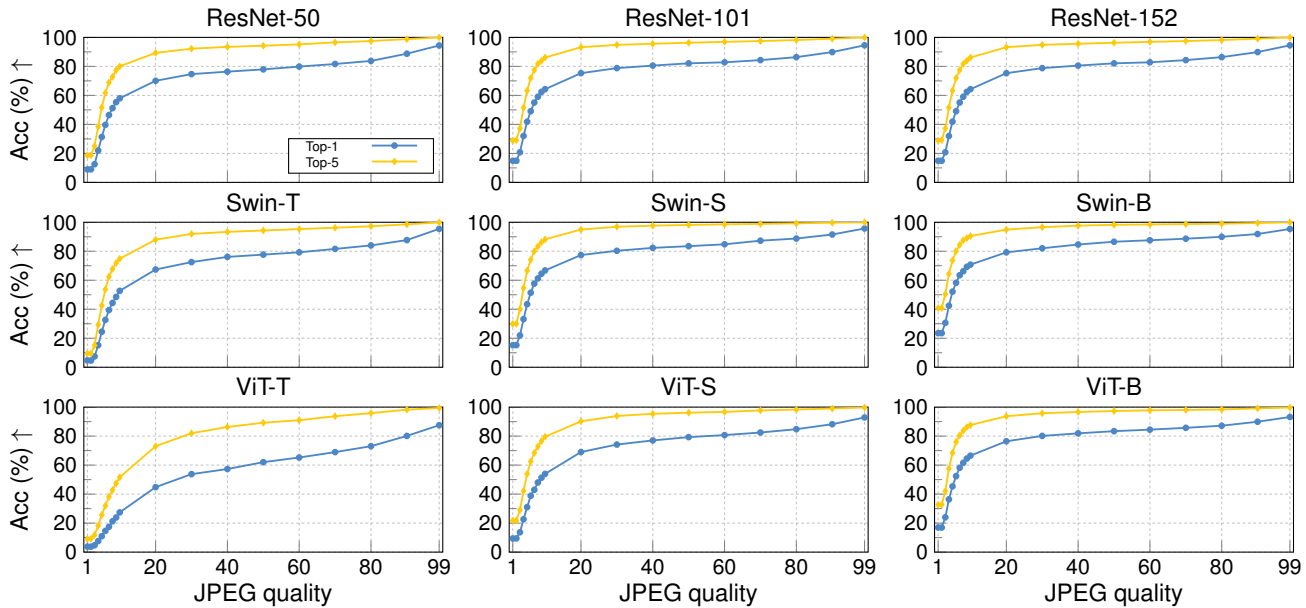 ResNet-50 ResNet-101 ResNet-152
100
80
60
40
20
0
Acc (%) ↑
Top-1
Top-5
Swin-T Swin-S Swin-B
100
80
60
40
20
0
Acc (%) ↑
ViT-T ViT-S ViT-B
100
80
60
40
20
0
Acc (%) ↑
1 20 40 60 80 99 1 20 40 60 80 99 1 20 40 60 80 99
JPEG quality JPEG quality JPEG quality